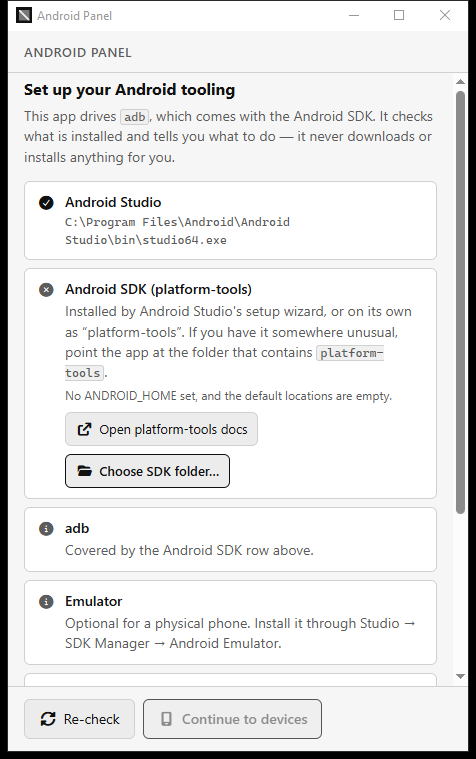 Android Panel
ANDROID PANEL
Set up your Android tooling
This app drives adb, which comes with the Android SDK. It checks
what is installed and tells you what to do — it never downloads or
installs anything for you.
Android Studio
C:\Program Files\Android\Android
Studio\bin\studio64.exe
Android SDK (platform-tools)
Installed by Android Studio's setup wizard, or on its own
as “platform-tools”. If you have it somewhere unusual,
point the app at the folder that contains platform-
tools.
No ANDROID_HOME set, and the default locations are empty.
Open platform-tools docs
Choose SDK folder...
adb
Covered by the Android SDK row above.
Emulator
Optional for a physical phone. Install it through Studio →
SDK Manager → Android Emulator.
Re-check
Continue to devices